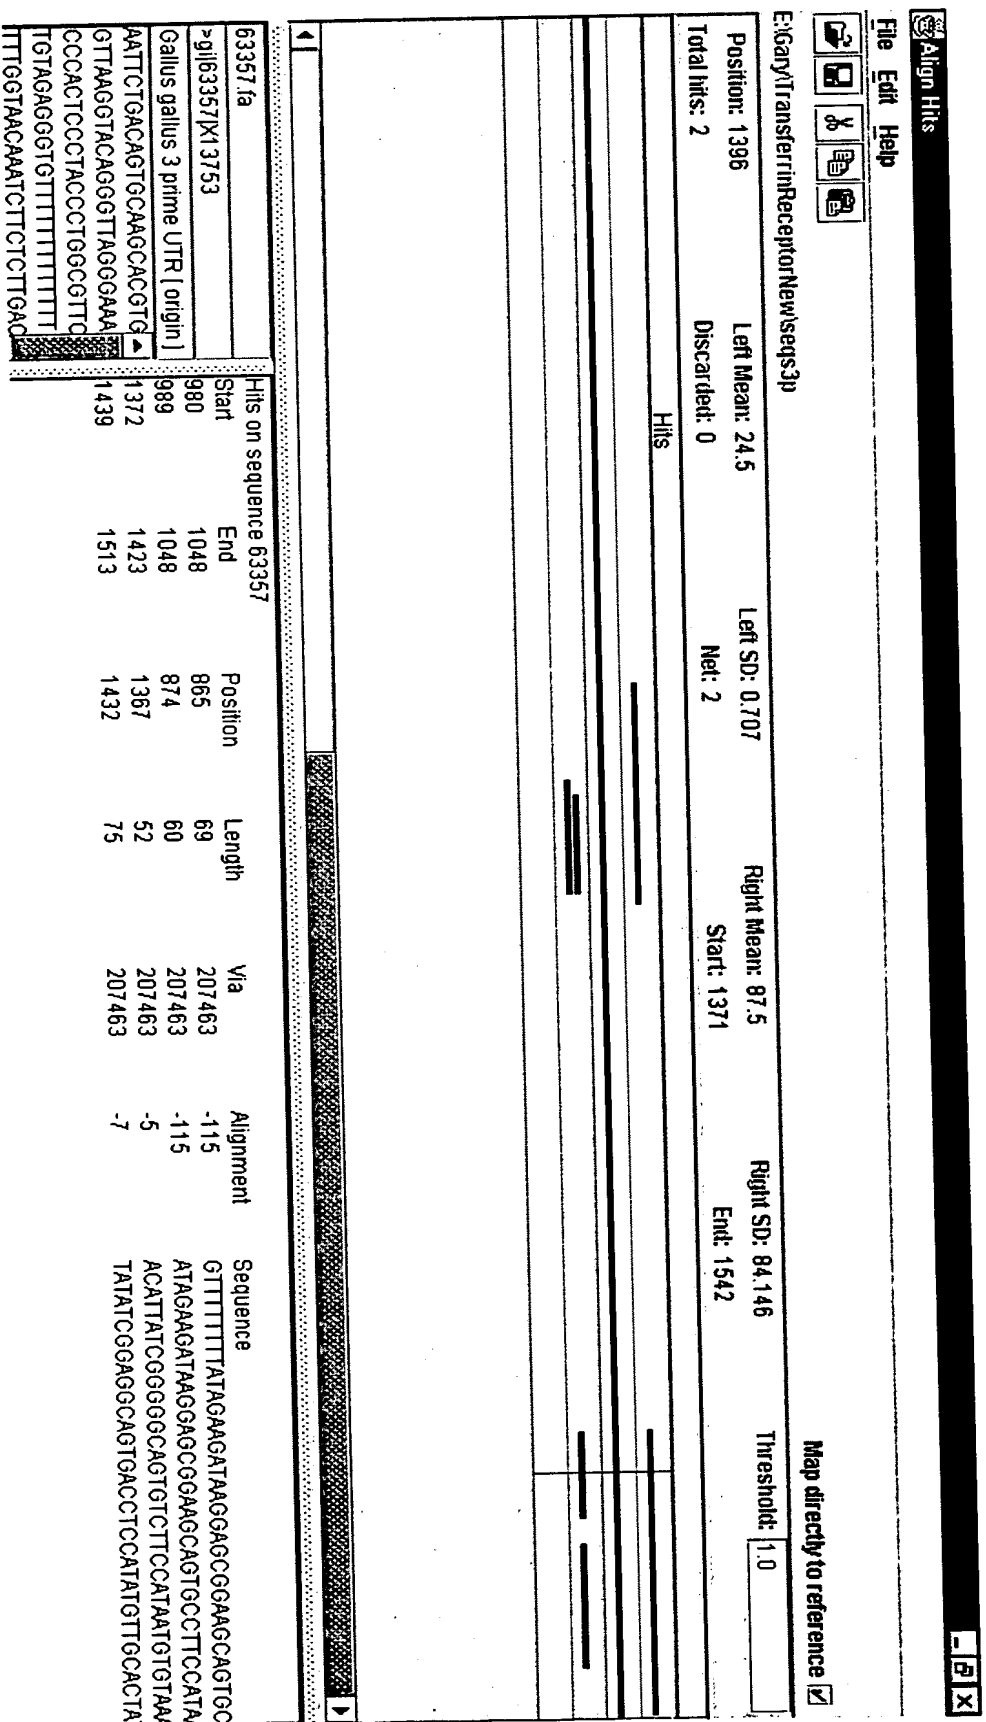 Align Hits
File Edit Help
E:\Gary\TransferrinReceptorNew\seqs3p
Map directly to reference
Position: 1396 Left Mean: 24.5 Left SD: 0.707 Right Mean: 87.5 Right SD: 84.146 Threshold: 1.0
Total hits: 2 Discarded: 0 Net: 2 Start: 1371 End: 1542
Hits
63357.fa
>gi|63357|X13753
Gallus gallus 3 prime UTR [ origin ]
AATTCTGACAGTGCAAGCACGTG
GTTAAGGTACAGGGTTAGGGAAA
CCCACTCCCTACCCTGGCGTTC
TGTAGAGGGTGTTTTTTTTTTTTT
TTTGGTAACAAATCTTCTCTTGAC
Hits on sequence 63357
Start End Position Length Via Alignment Sequence
980 1048 865 69 207463 -115 GTTTTTTTATAGAAGATAAGGAGCGGAAGCAGTGC
989 1048 874 60 207463 -115 ATAGAAGATAAGGAGCGGAAGCAGTGCCTTCCATA
1372 1423 1367 52 207463 -5 ACATTATCGGGGGCAGTGTCTTCCATAATGTGTAA
1439 1513 1432 75 207463 -7 TATATCGGAGGCAGTGACCTCCATATGTTGCACTA